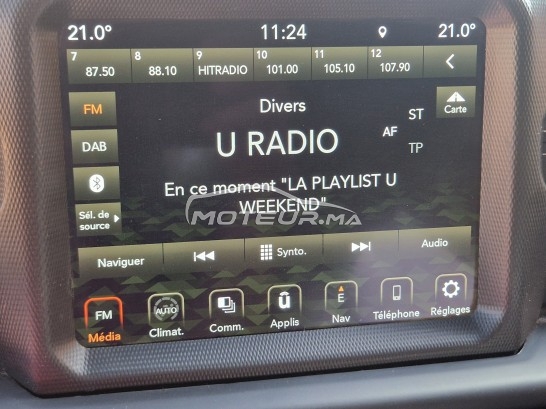 21.0°
11:24
21.0°
7
87.50
8
88.10
9
HITRADIO
10
101.00
11
105.10
12
107.90
FM
Divers
ST
Carte
DAB
U RADIO
AF
TP
En ce moment "LA PLAYLIST U
WEEKEND"
MOTEUR.MA
Sél. de
source
Naviguer
Synto.
Audio
FM
Média
AUTO
Climat.
Comm.
û
Applis
E
Nav
Téléphone
Réglages